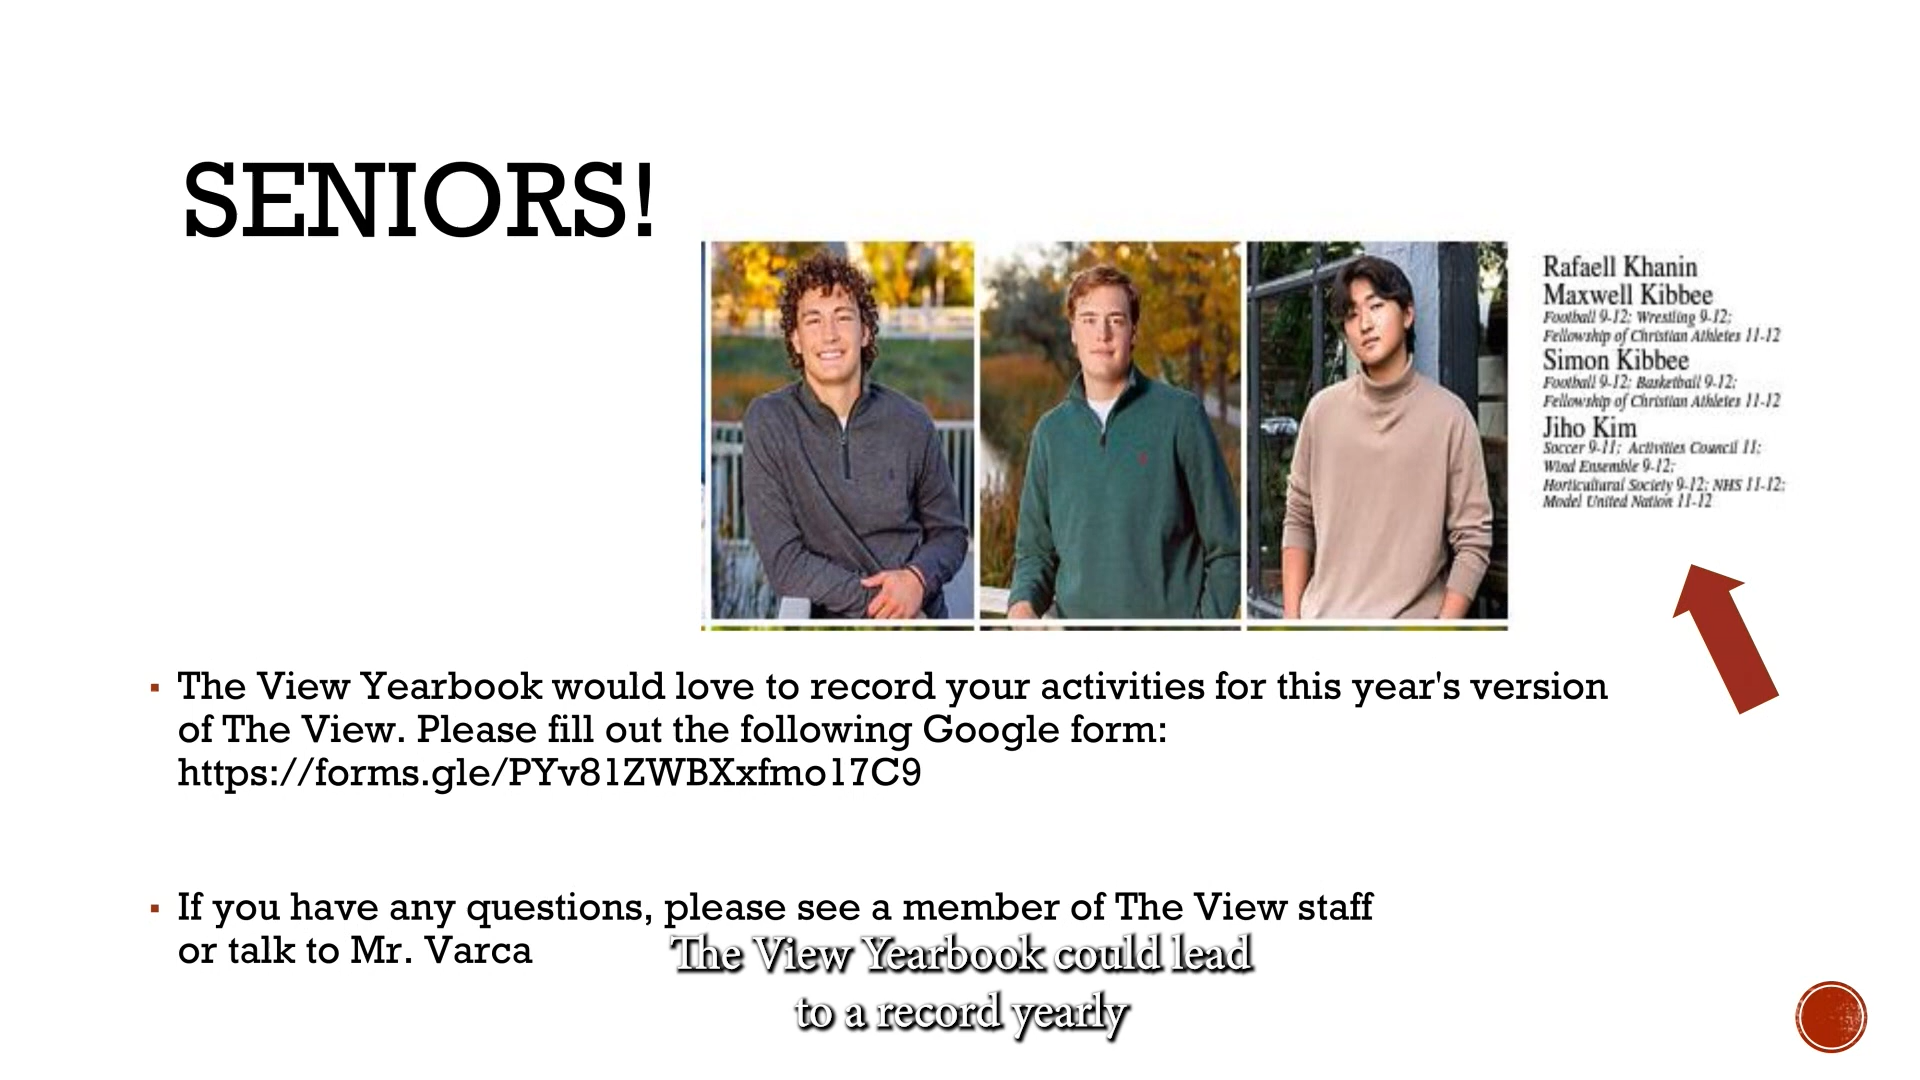 SENIORS!
Rafaell Khanin
Maxwell Kibbee
Football 9-12; Wrestling 9-12;
Fellowship of Christian Athletes 11-12
Simon Kibbee
Football 9-12; Basketball 9-12;
Fellowship of Christian Athletes 11-12
Jiho Kim
Soccer 9-11; Activities Council 11;
Wind Ensemble 9-12;
Horticultural Society 9-12; NHS 11-12;
Model United Nation 11-12
▪ The View Yearbook would love to record your activities for this year's version
of The View. Please fill out the following Google form:
https://forms.gle/PYv81ZWBXxfmo17C9
▪ If you have any questions, please see a member of The View staff
or talk to Mr. Varca
The View Yearbook could lead
to a record yearly